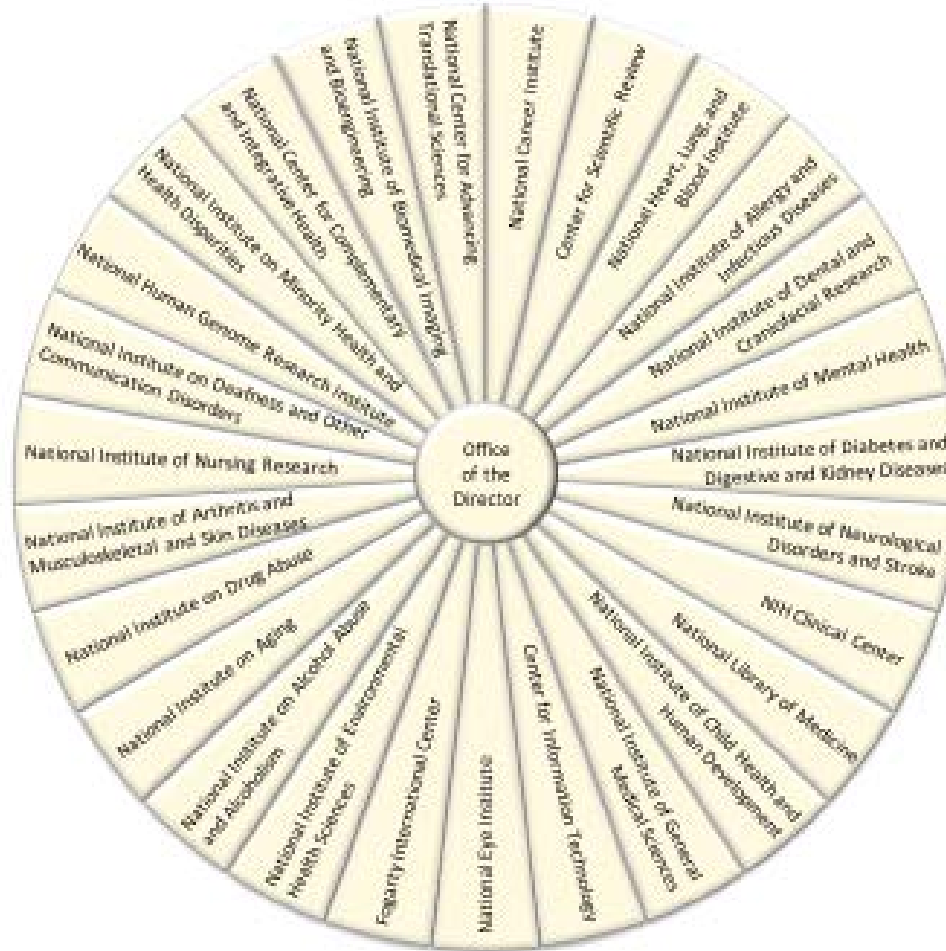 National Cancer Institute
Center for Scientific Review
National Heart, Lung, and
Blood Institute
National Institute of Allergy and
Infectious Diseases
National Institute of Dental and
Craniofacial Research
National Institute of Mental Health
National Institute of Diabetes and
Digestive and Kidney Diseases
National Institute of Neurological
Disorders and Stroke
NIH Clinical Center
National Library of Medicine
National Institute of Child Health and
Human Development
National Institute of General
Medical Sciences
Center for Information Technology
National Eye Institute
Fogarty International Center
National Institute of Environmental
Health Sciences
National Institute on Alcohol Abuse
and Alcoholism
National Institute on Aging
National Institute on Drug Abuse
National Institute of Arthritis and
Musculoskeletal and Skin Diseases
National Institute of Nursing Research
National Institute on Deafness and Other
Communication Disorders
National Human Genome Research Institute
National Institute on Minority Health and
Health Disparities
National Center for Complementary
and Integrative Health
National Institute of Biomedical Imaging
and Bioengineering
National Center for Advancing
Translational Sciences
Office
of the
Director